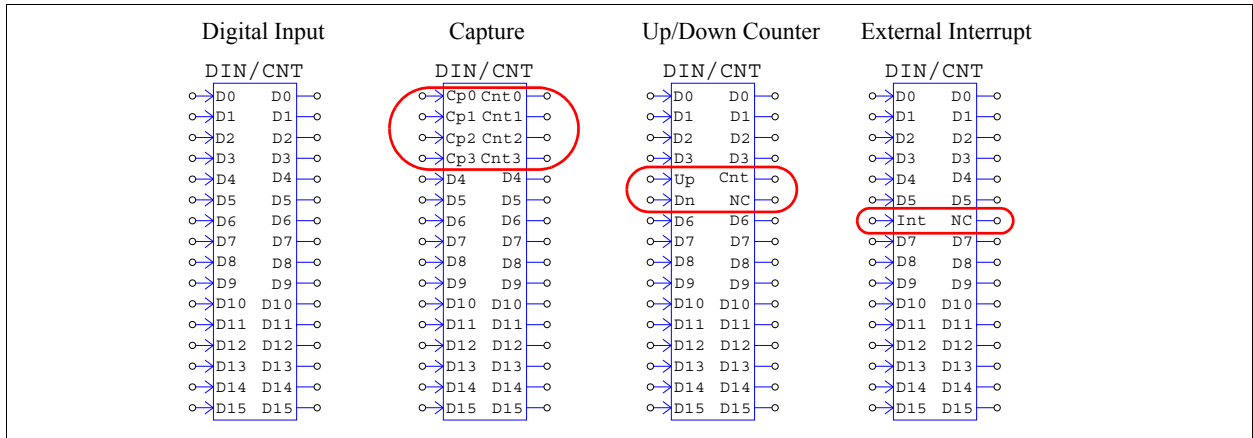 Digital Input Capture Up/Down Counter External Interrupt
DIN/CNT DIN/CNT DIN/CNT DIN/CNT
D0 D0 Cp0 Cnt0 D0 D0 D0 D0
D1 D1 Cp1 Cnt1 D1 D1 D1 D1
D2 D2 Cp2 Cnt2 D2 D2 D2 D2
D3 D3 Cp3 Cnt3 D3 D3 D3 D3
D4 D4 D4 D4 Up Cnt D4 D4
D5 D5 D5 D5 Dn NC D5 D5
D6 D6 D6 D6 D6 D6 Int NC
D7 D7 D7 D7 D7 D7 D7 D7
D8 D8 D8 D8 D8 D8 D8 D8
D9 D9 D9 D9 D9 D9 D9 D9
D10 D10 D10 D10 D10 D10 D10 D10
D11 D11 D11 D11 D11 D11 D11 D11
D12 D12 D12 D12 D12 D12 D12 D12
D13 D13 D13 D13 D13 D13 D13 D13
D14 D14 D14 D14 D14 D14 D14 D14
D15 D15 D15 D15 D15 D15 D15 D15